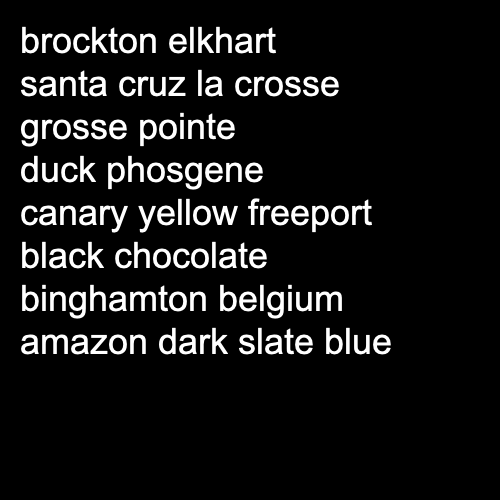 brockton elkhart
santa cruz la crosse
grosse pointe
duck phosgene
canary yellow freeport
black chocolate
binghamton belgium
amazon dark slate blue